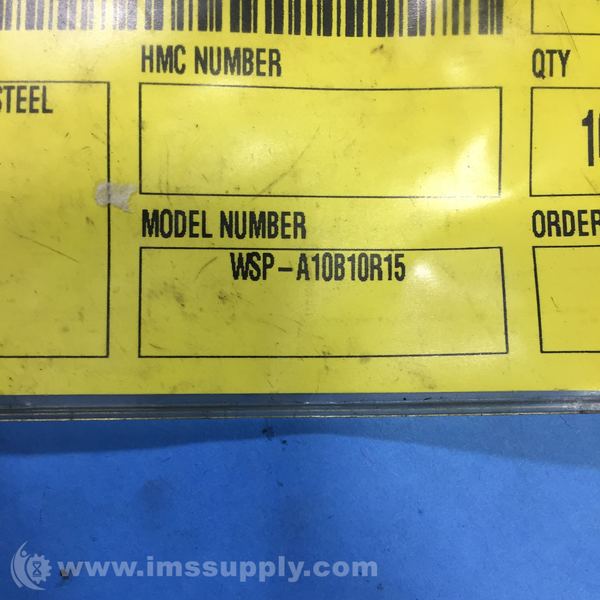 HMC NUMBER
QTY
STEEL
MODEL NUMBER
ORDER
WSP-A10B10R15
www.imssupply.com